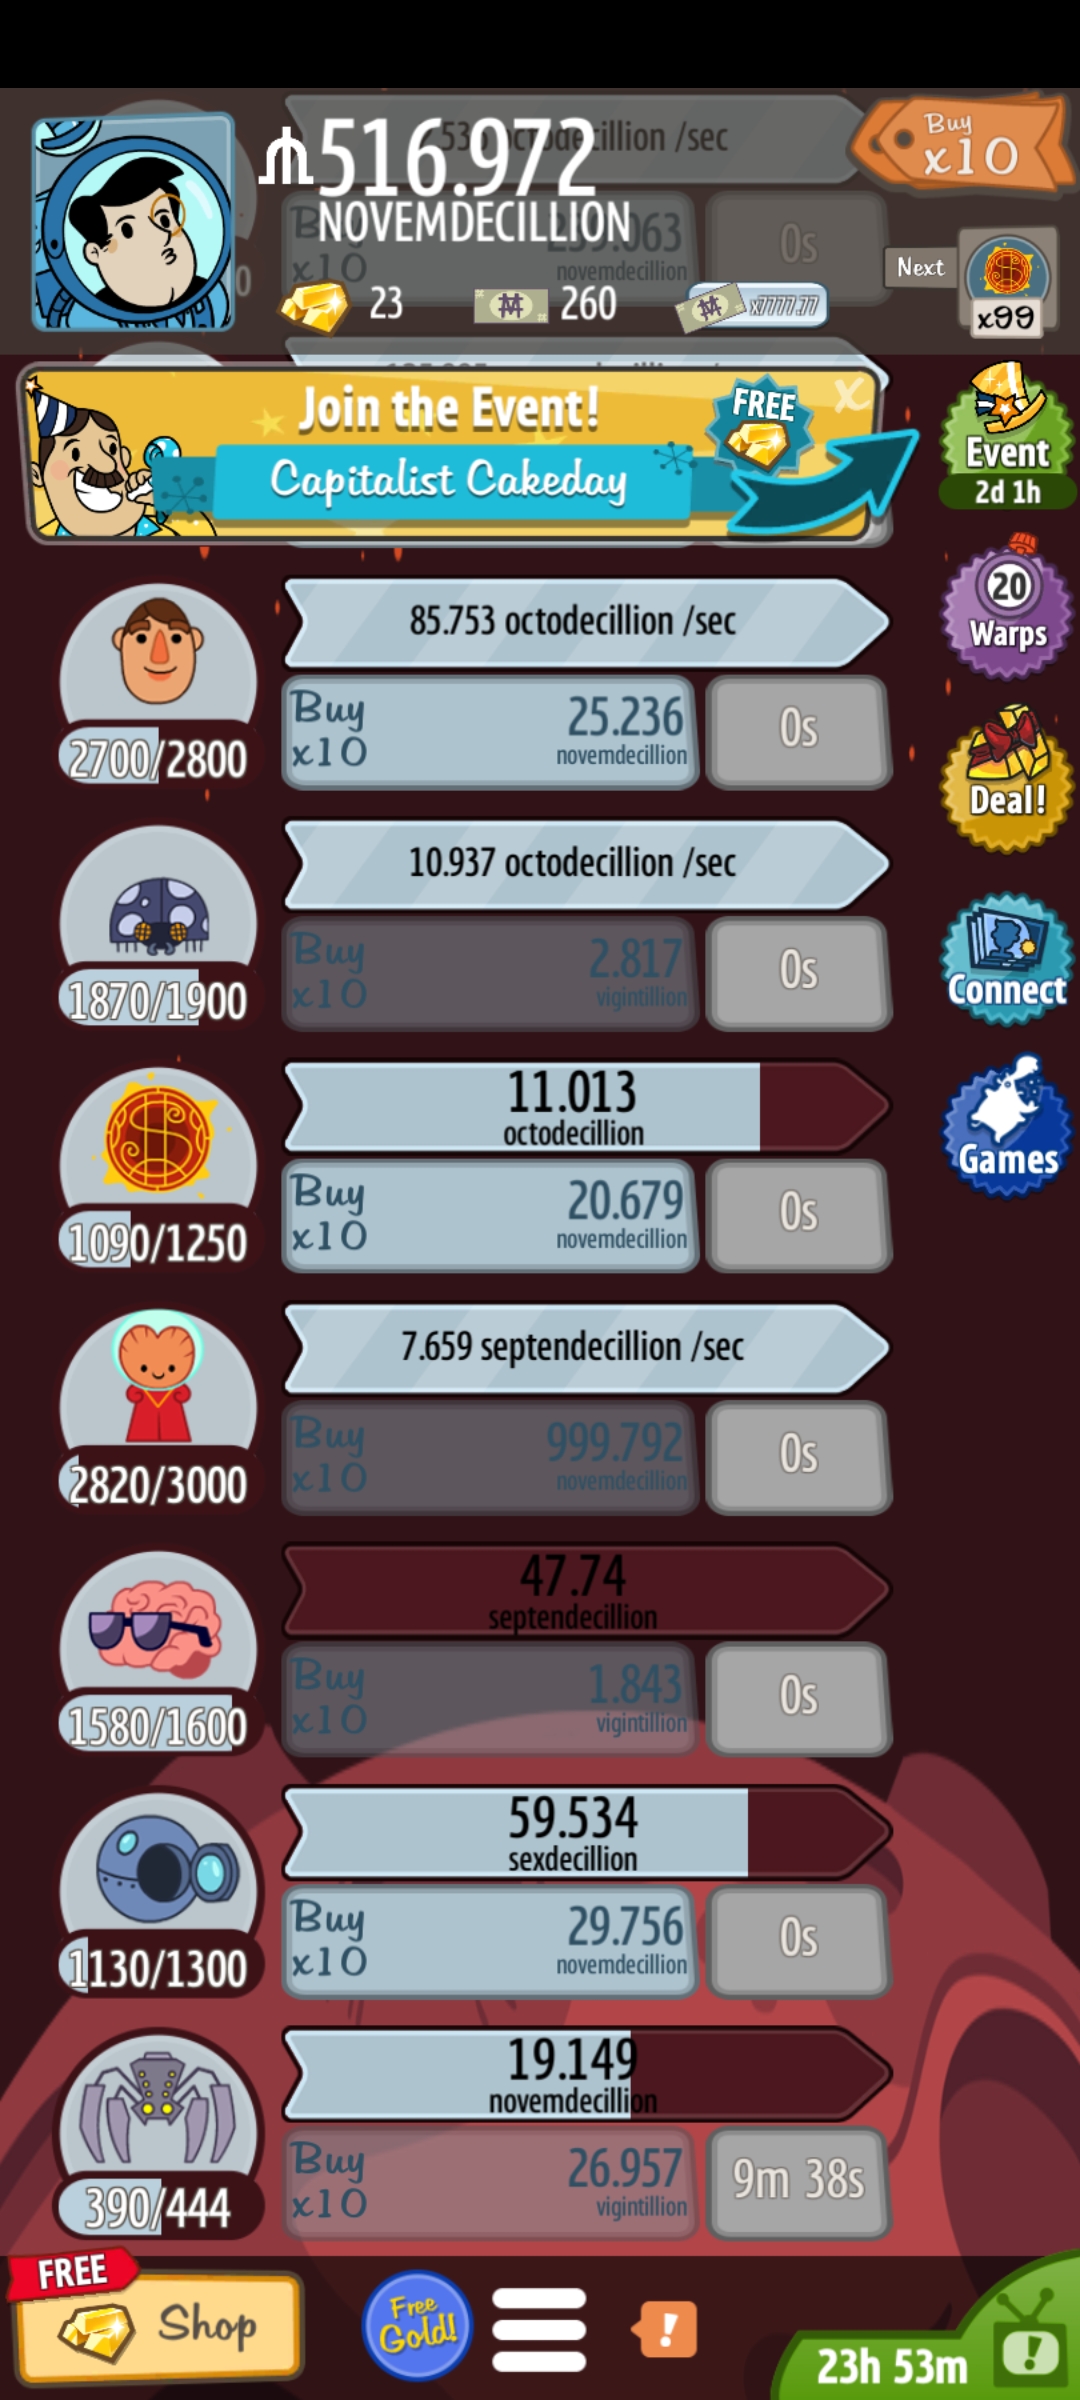 516.972
NOVEMDECILLION
octodecillion /sec
Buy
x10
novemdecillion
0s
Buy
x10
Next
x99
23
260
x7777.77
Join the Event!
Capitalist Cakeday
FREE
x
Event
2d 1h
20
Warps
Deal!
Connect
Games
85.753 octodecillion /sec
2700/2800
Buy
x10
25.236
novemdecillion
0s
10.937 octodecillion /sec
1870/1900
Buy
x10
2.817
vigintillion
0s
11.013
octodecillion
1090/1250
Buy
x10
20.679
novemdecillion
0s
7.659 septendecillion /sec
2820/3000
Buy
x10
999.792
novemdecillion
0s
47.74
septendecillion
1580/1600
Buy
x10
1.843
vigintillion
0s
59.534
sexdecillion
1130/1300
Buy
x10
29.756
novemdecillion
0s
19.149
novemdecillion
390/444
Buy
x10
26.957
vigintillion
9m 38s
FREE
Shop
Free
Gold!
!
23h 53m
!